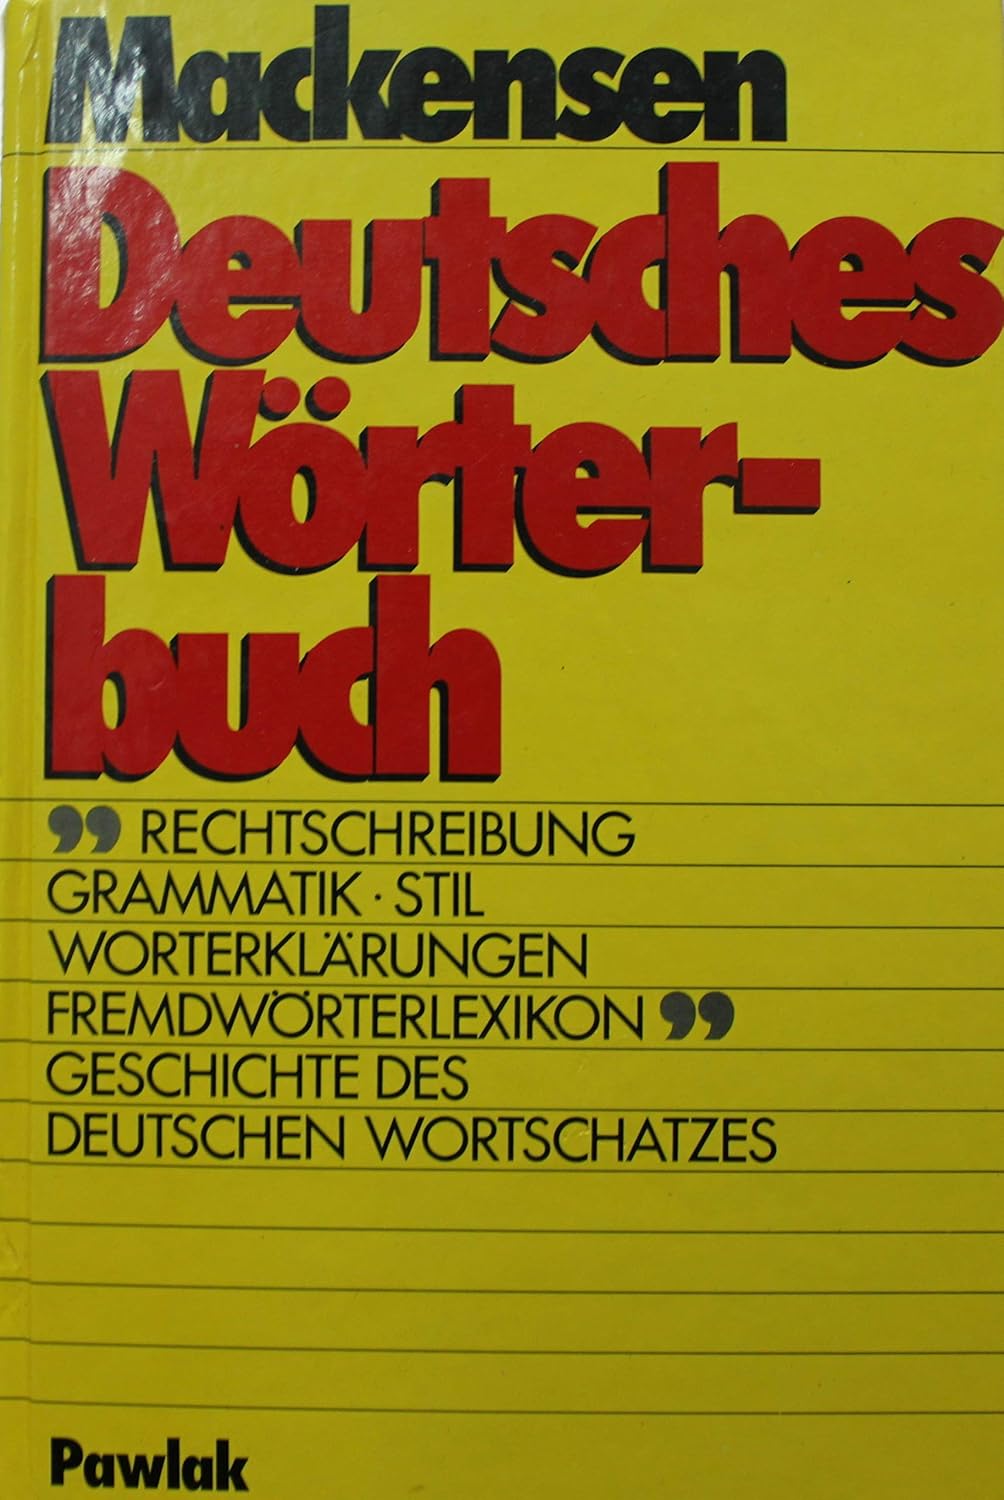 Mackensen
Deutsches
Wörter-
buch
❟❟ RECHTSCHREIBUNG
GRAMMATIK · STIL
WORTERKLÄRUNGEN
FREMDWÖRTERLEXIKON ❟❟
GESCHICHTE DES
DEUTSCHEN WORTSCHATZES
Pawlak